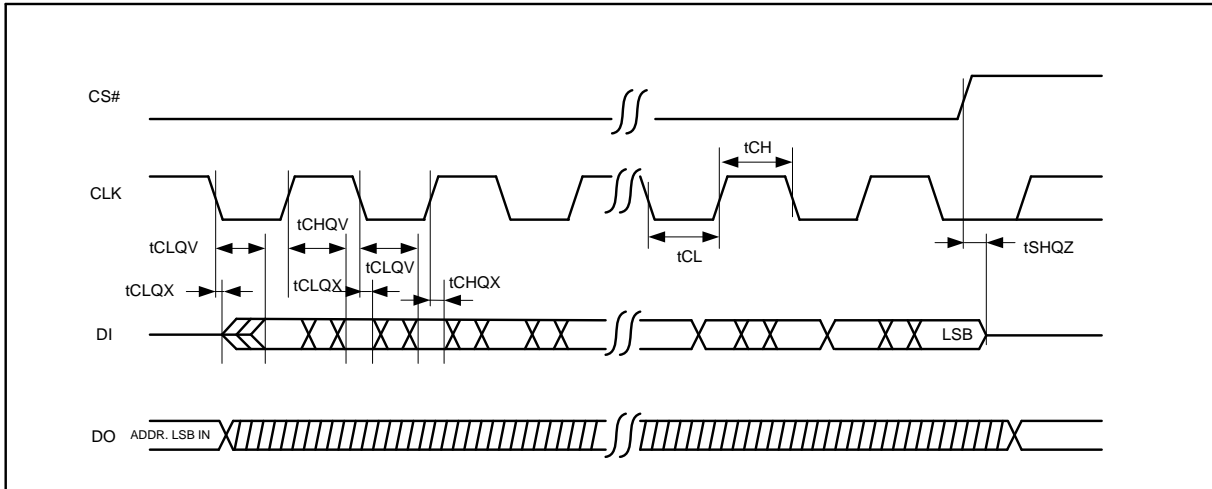 CS#
tCH
CLK
tCHQV
tCLQV
tCL
tSHQZ
tCLQV
tCLQX
tCLQX
tCHQX
DI
LSB
DO
ADDR. LSB IN